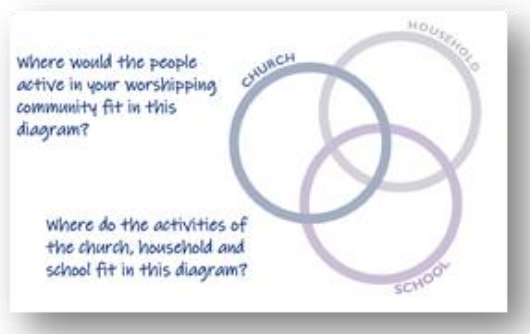 Where would the people
active in your worshipping
community fit in this
diagram?
CHURCH
HOUSEHOLD
Where do the activities of
the church, household and
school fit in this diagram?
SCHOOL